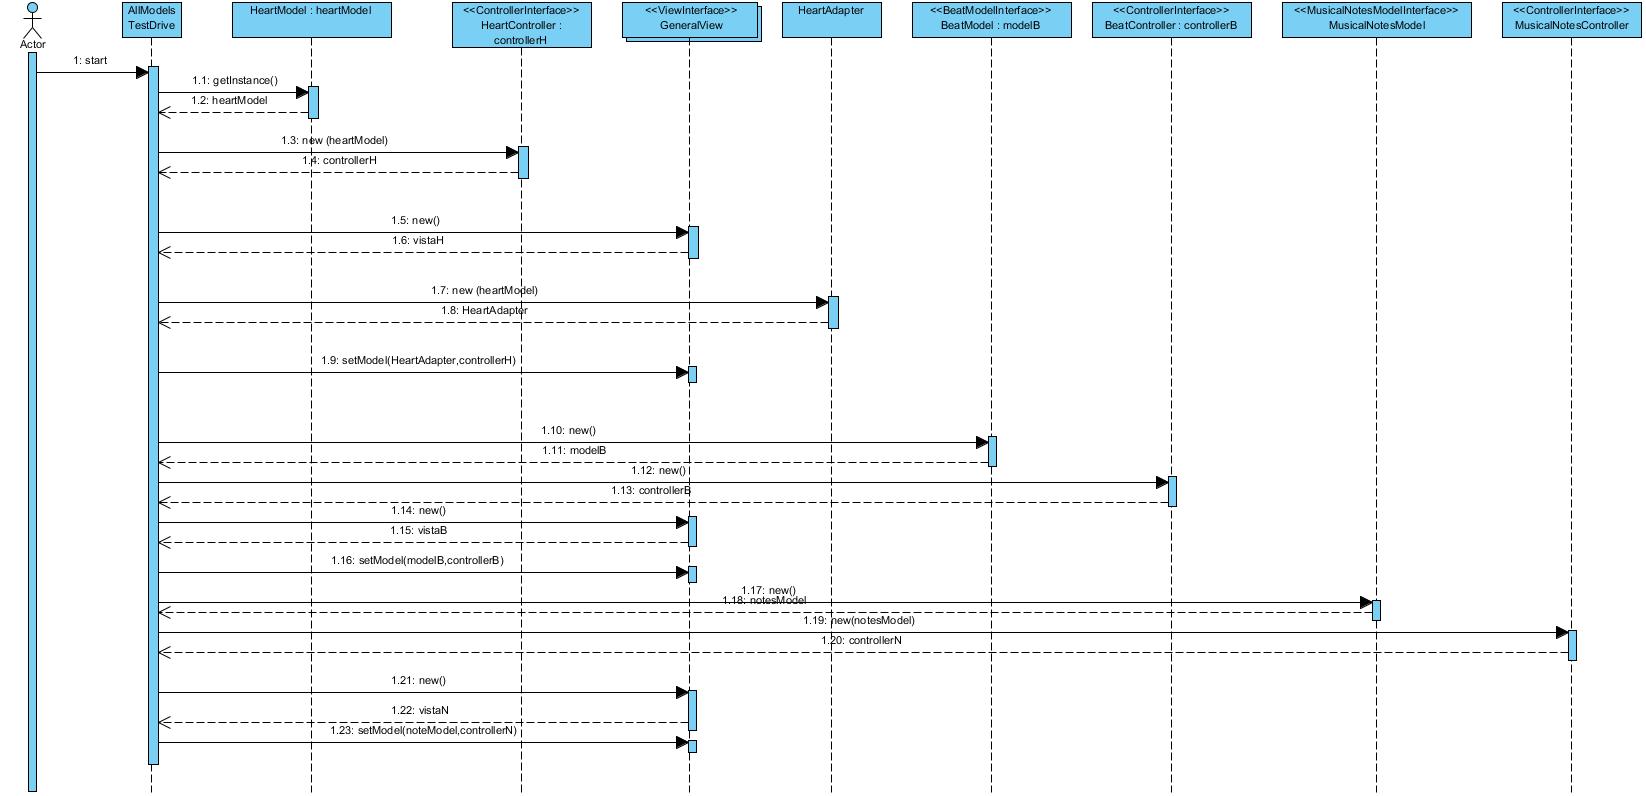 Actor
AllModels
TestDrive
HeartModel : heartModel
<<ControllerInterface>>
HeartController :
controllerH
<<ViewInterface>>
GeneralView
HeartAdapter
<<BeatModelInterface>>
BeatModel : modelB
<<ControllerInterface>>
BeatController : controllerB
<<MusicalNotesModelInterface>>
MusicalNotesModel
<<ControllerInterface>>
MusicalNotesController
1: start
1.1: getInstance()
1.2: heartModel
1.3: new (heartModel)
1.4: controllerH
1.5: new()
1.6: vistaH
1.7: new (heartModel)
1.8: HeartAdapter
1.9: setModel(HeartAdapter,controllerH)
1.10: new()
1.11: modelB
1.12: new()
1.13: controllerB
1.14: new()
1.15: vistaB
1.16: setModel(modelB,controllerB)
1.17: new()
1.18: notesModel
1.19: new(notesModel)
1.20: controllerN
1.21: new()
1.22: vistaN
1.23: setModel(noteModel,controllerN)